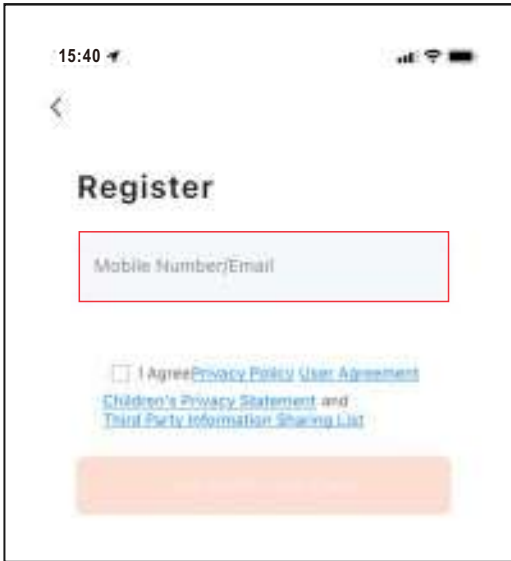 15:40
Register
Mobile Number/Email
I AgreePrivacy Policy User Agreement
Children's Privacy Statement and
Third Party Information Sharing List